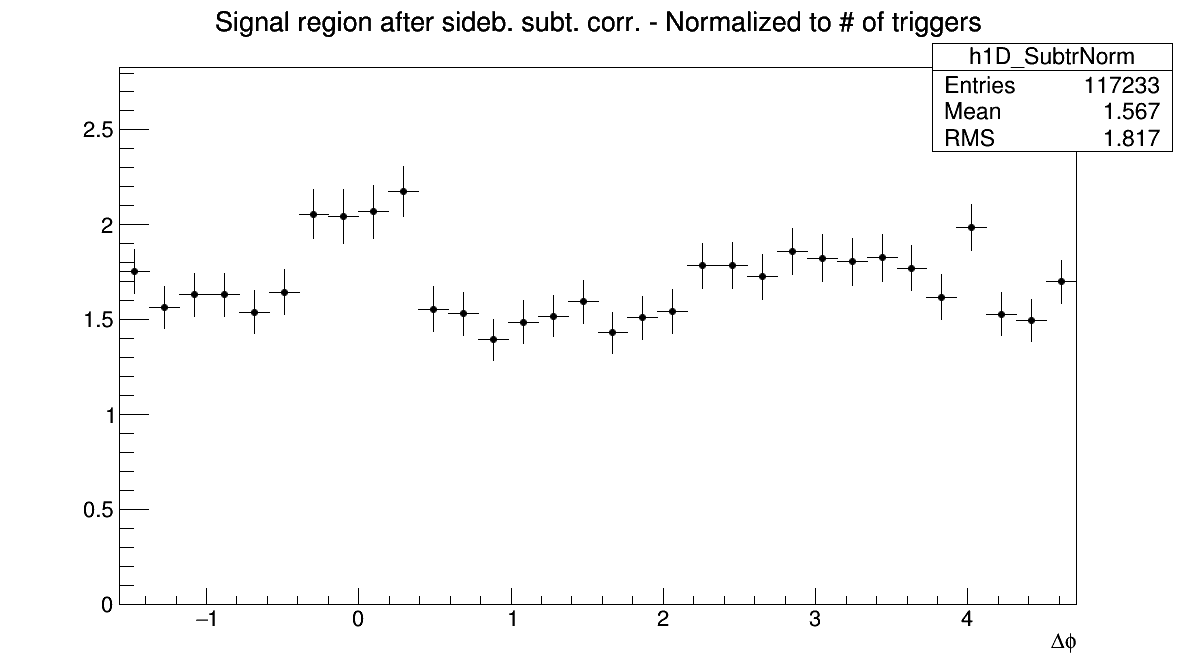 Signal region after sideb. subt. corr. - Normalized to # of triggers
h1D_SubtrNorm
Entries 117233
Mean 1.567
RMS 1.817
2.5
2
1.5
1
0.5
0
−1 0 1 2 3 4
Δϕ